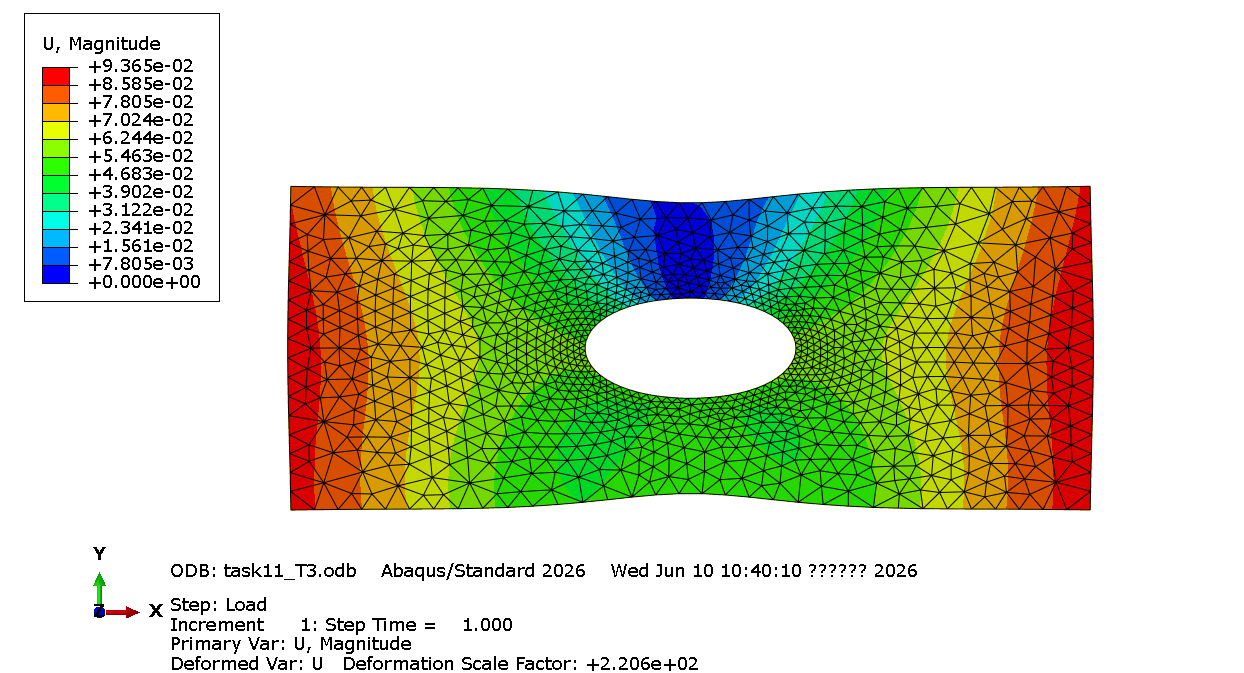 U, Magnitude
+9.365e-02
+8.585e-02
+7.805e-02
+7.024e-02
+6.244e-02
+5.463e-02
+4.683e-02
+3.902e-02
+3.122e-02
+2.341e-02
+1.561e-02
+7.805e-03
+0.000e+00
Y
Z
X
ODB: task11_T3.odb    Abaqus/Standard 2026    Wed Jun 10 10:40:10 ?????? 2026
Step: Load
Increment      1: Step Time =    1.000
Primary Var: U, Magnitude
Deformed Var: U   Deformation Scale Factor: +2.206e+02